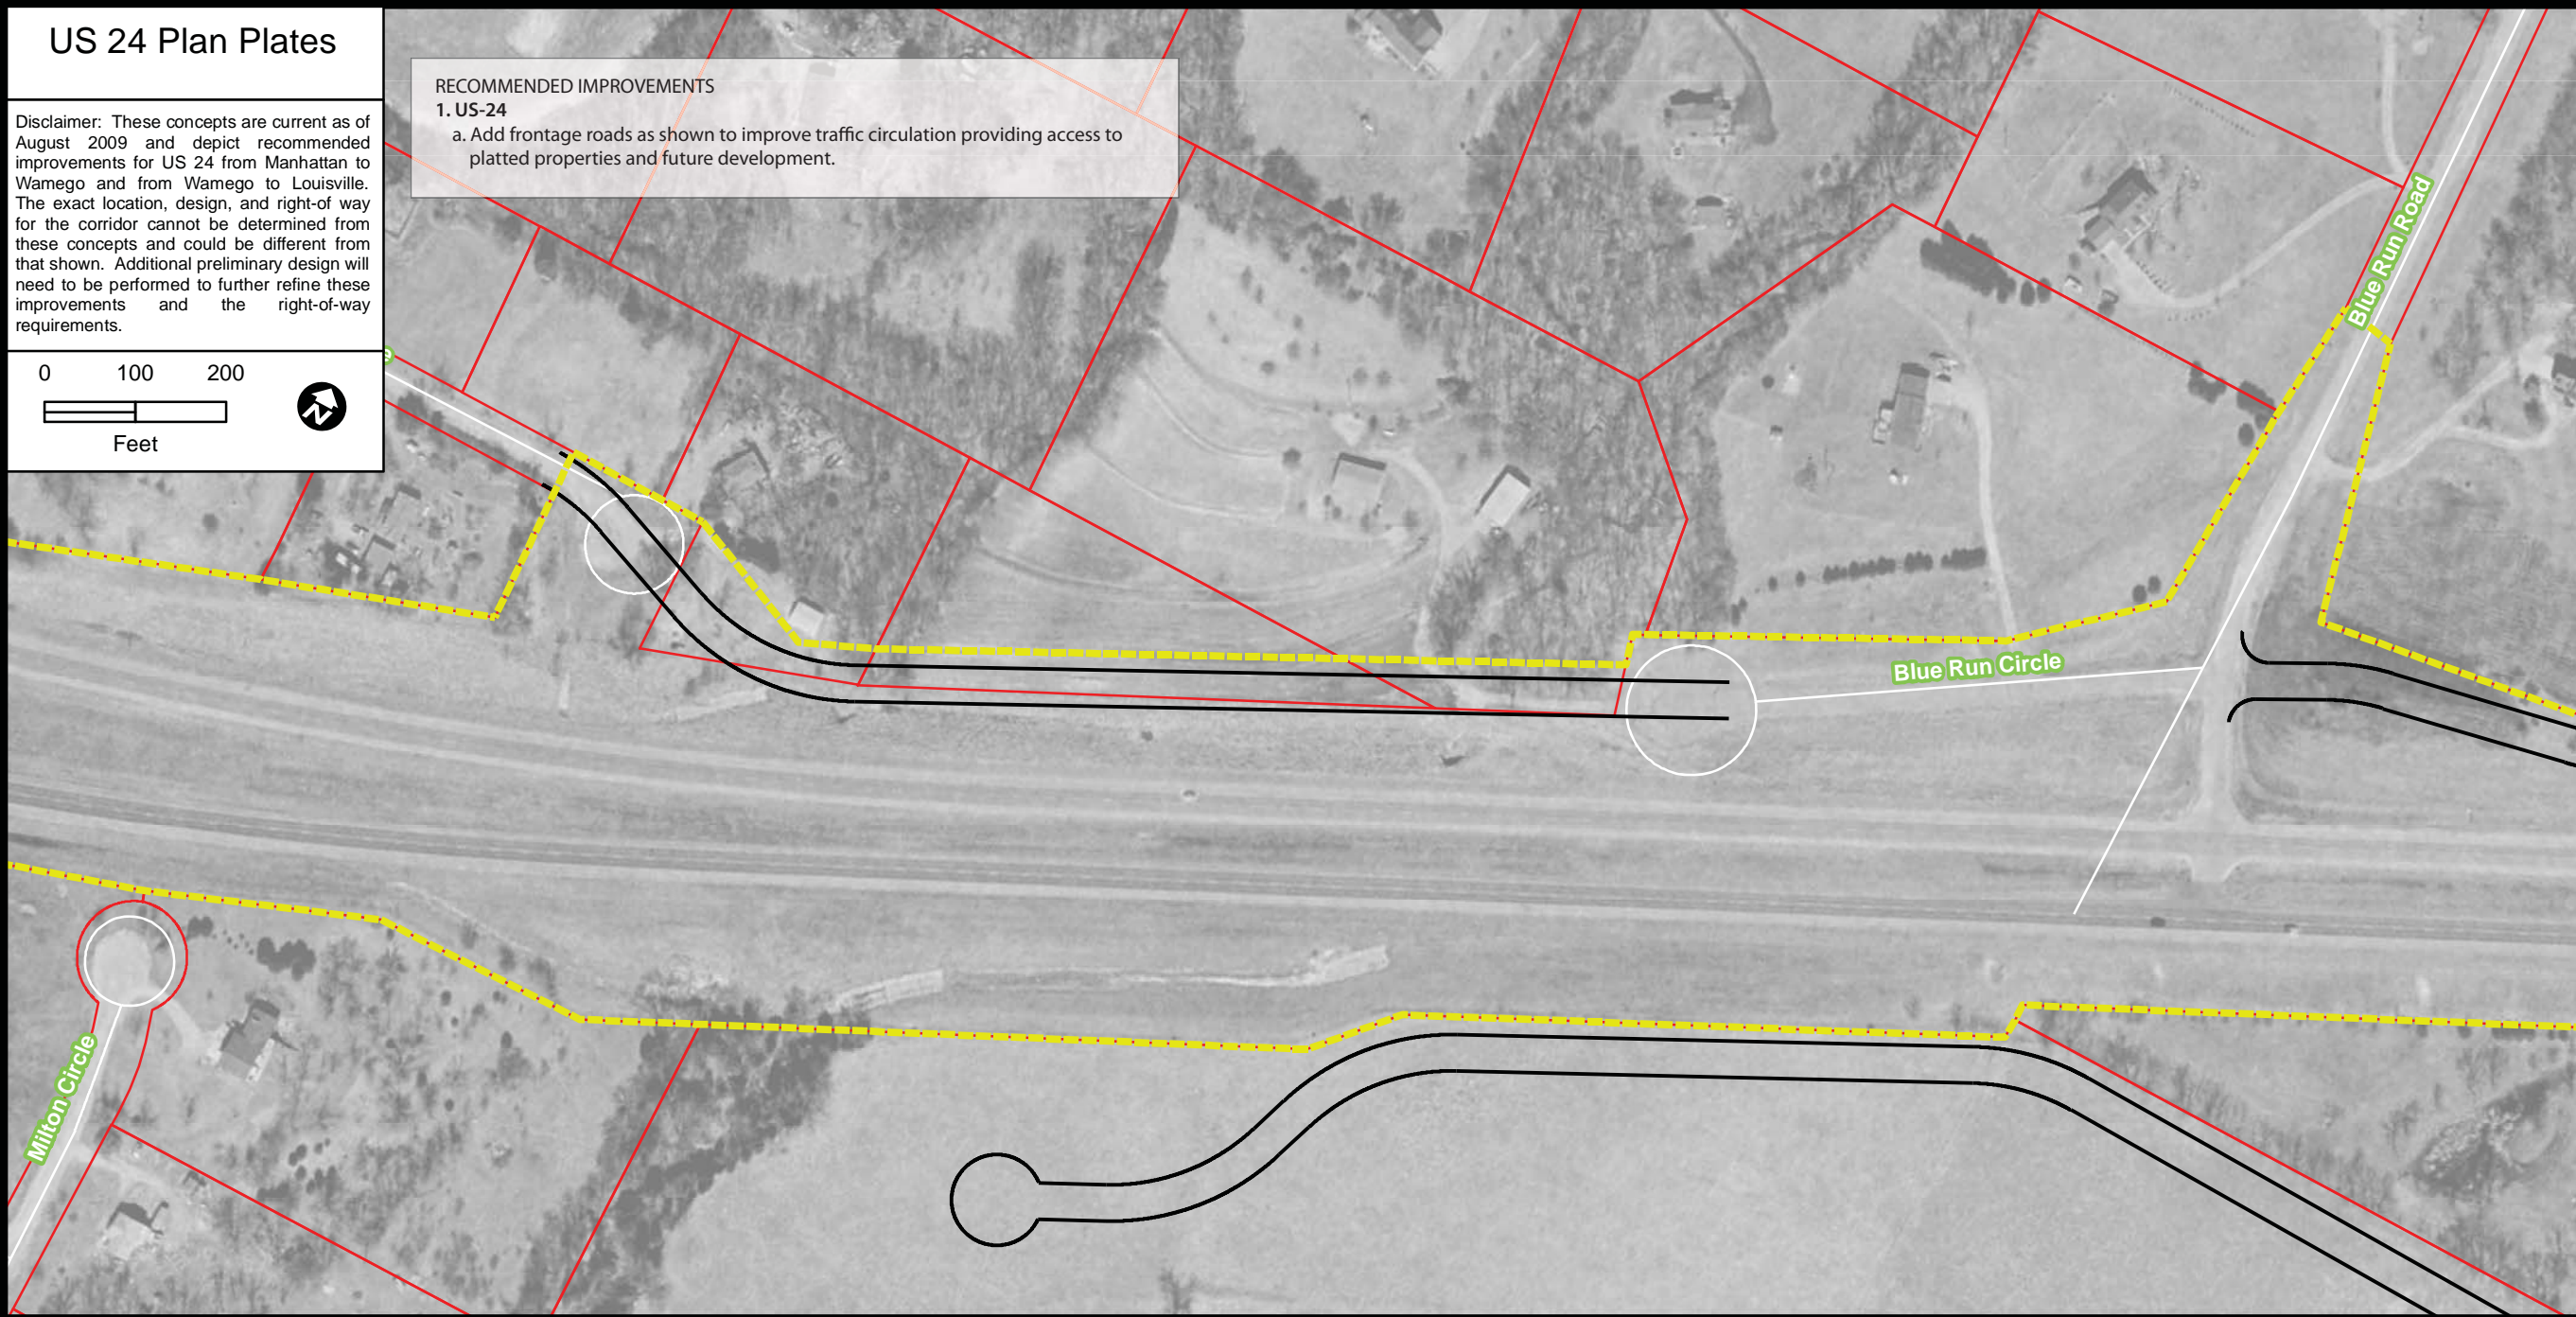 US 24 Plan Plates
Disclaimer: These concepts are current as of
August 2009 and depict recommended
improvements for US 24 from Manhattan to
Wamego and from Wamego to Louisville.
The exact location, design, and right-of way
for the corridor cannot be determined from
these concepts and could be different from
that shown. Additional preliminary design will
need to be performed to further refine these
improvements and the right-of-way
requirements.
0 100 200
Feet
N
RECOMMENDED IMPROVEMENTS
1. US-24
a. Add frontage roads as shown to improve traffic circulation providing access to
platted properties and future development.
Blue Run Road
Blue Run Circle
Milton Circle